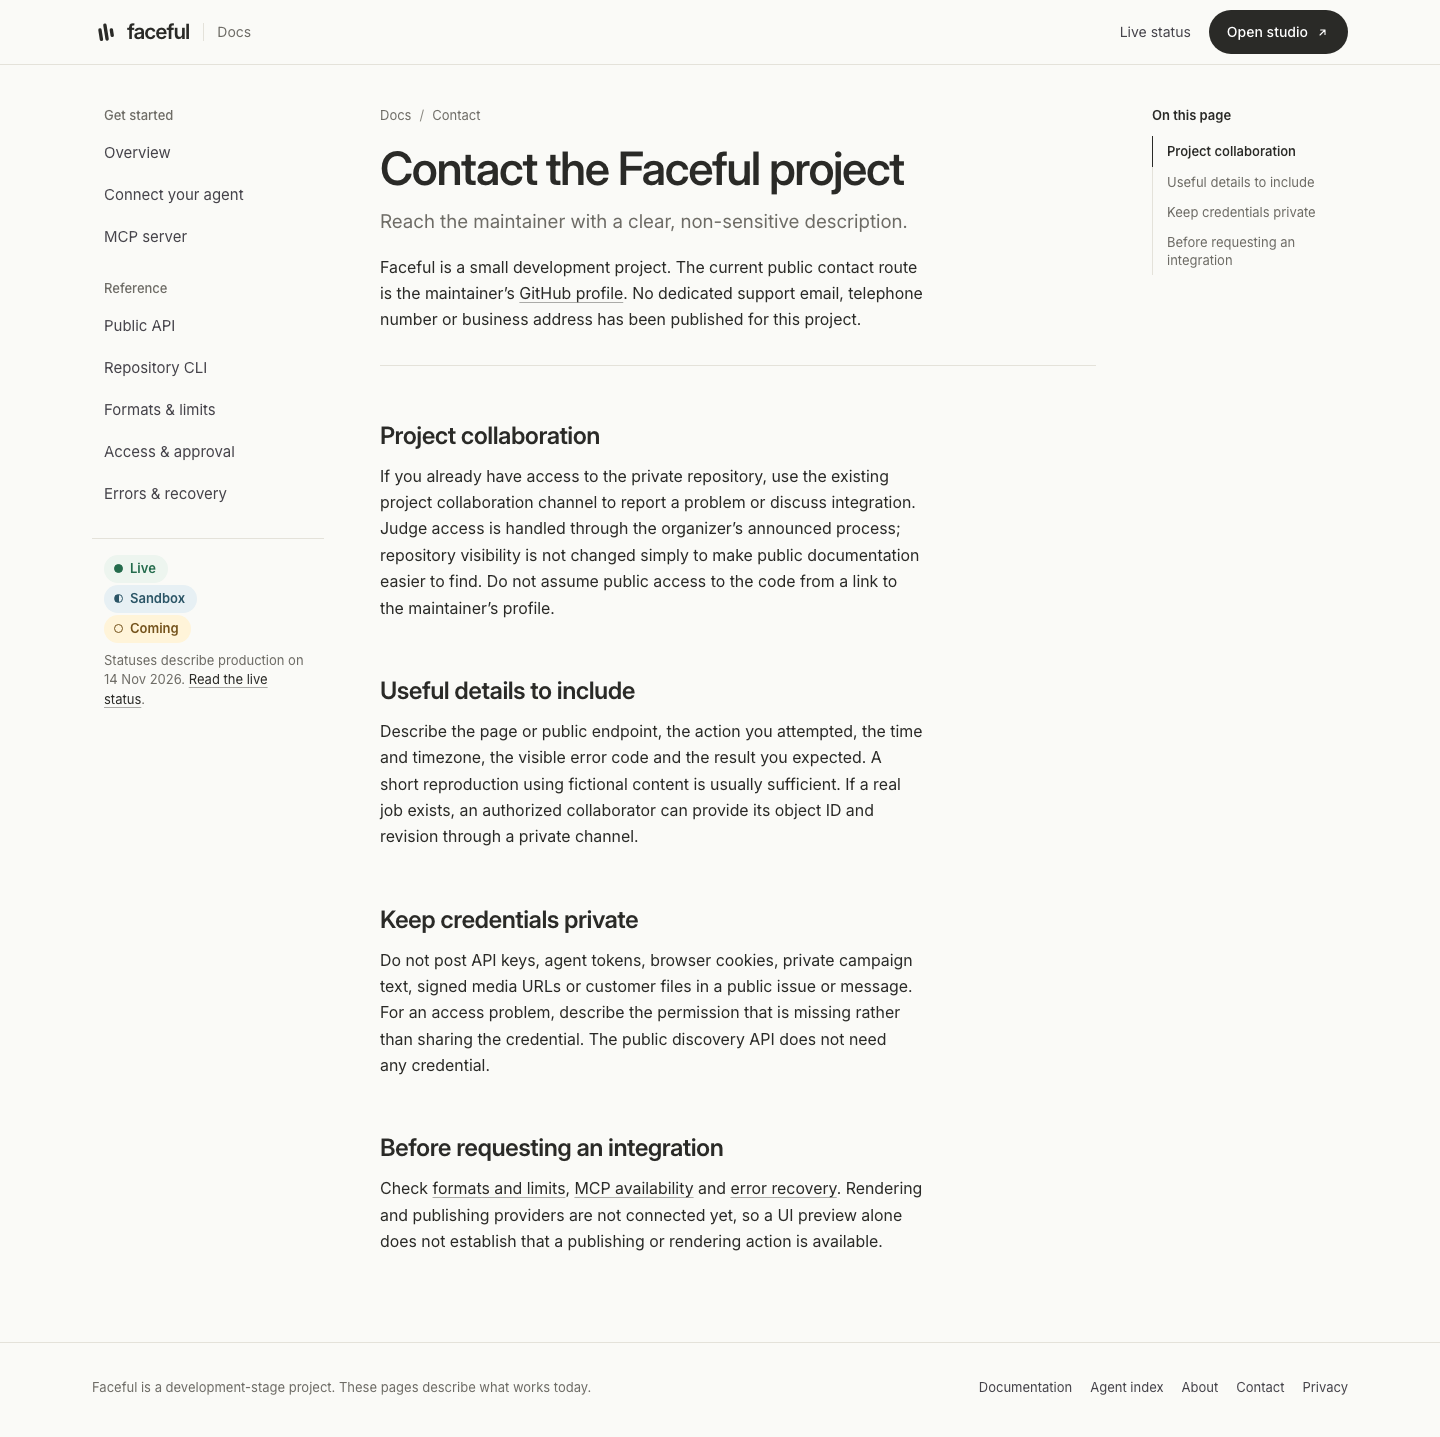 faceful
Docs
Live status
Open studio
Get started
Overview
Connect your agent
MCP server
Reference
Public API
Repository CLI
Formats & limits
Access & approval
Errors & recovery
Live
Sandbox
Coming
Statuses describe production on
14 Nov 2026. Read the live
status.
Docs / Contact
Contact the Faceful project
Reach the maintainer with a clear, non-sensitive description.
Faceful is a small development project. The current public contact route
is the maintainer’s GitHub profile. No dedicated support email, telephone
number or business address has been published for this project.
Project collaboration
If you already have access to the private repository, use the existing
project collaboration channel to report a problem or discuss integration.
Judge access is handled through the organizer’s announced process;
repository visibility is not changed simply to make public documentation
easier to find. Do not assume public access to the code from a link to
the maintainer’s profile.
Useful details to include
Describe the page or public endpoint, the action you attempted, the time
and timezone, the visible error code and the result you expected. A
short reproduction using fictional content is usually sufficient. If a real
job exists, an authorized collaborator can provide its object ID and
revision through a private channel.
Keep credentials private
Do not post API keys, agent tokens, browser cookies, private campaign
text, signed media URLs or customer files in a public issue or message.
For an access problem, describe the permission that is missing rather
than sharing the credential. The public discovery API does not need
any credential.
Before requesting an integration
Check formats and limits, MCP availability and error recovery. Rendering
and publishing providers are not connected yet, so a UI preview alone
does not establish that a publishing or rendering action is available.
On this page
Project collaboration
Useful details to include
Keep credentials private
Before requesting an
integration
Faceful is a development-stage project. These pages describe what works today.
Documentation
Agent index
About
Contact
Privacy